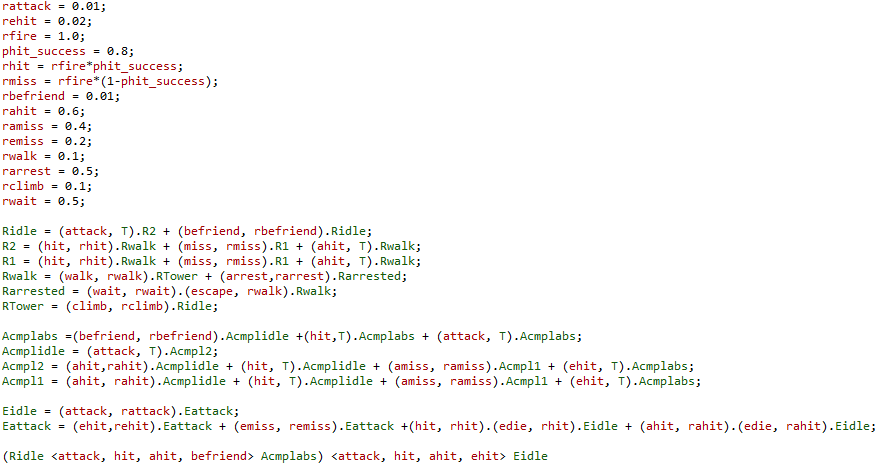 rattack = 0.01;
rehit = 0.02;
rfire = 1.0;
phit_success = 0.8;
rhit = rfire*phit_success;
rmiss = rfire*(1-phit_success);
rbefriend = 0.01;
rahit = 0.6;
ramiss = 0.4;
remiss = 0.2;
rwalk = 0.1;
rarrest = 0.5;
rclimb = 0.1;
rwait = 0.5;
Ridle = (attack, T).R2 + (befriend, rbefriend).Ridle;
R2 = (hit, rhit).Rwalk + (miss, rmiss).R1 + (ahit, T).Rwalk;
R1 = (hit, rhit).Rwalk + (miss, rmiss).R1 + (ahit, T).Rwalk;
Rwalk = (walk, rwalk).RTower + (arrest,rarrest).Rarrested;
Rarrested = (wait, rwait).(escape, rwalk).Rwalk;
RTower = (climb, rclimb).Ridle;
Acmplabs =(befriend, rbefriend).Acmplidle +(hit,T).Acmplabs + (attack, T).Acmplabs;
Acmplidle = (attack, T).Acmpl2;
Acmpl2 = (ahit,rahit).Acmplidle + (hit, T).Acmplidle + (amiss, ramiss).Acmpl1 + (ehit, T).Acmplabs;
Acmpl1 = (ahit, rahit).Acmplidle + (hit, T).Acmplidle + (amiss, ramiss).Acmpl1 + (ehit, T).Acmplabs;
Eidle = (attack, rattack).Eattack;
Eattack = (ehit,rehit).Eattack + (emiss, remiss).Eattack +(hit, rhit).(edie, rhit).Eidle + (ahit, rahit).(edie, rahit).Eidle;
(Ridle <attack, hit, ahit, befriend> Acmplabs) <attack, hit, ahit, ehit> Eidle